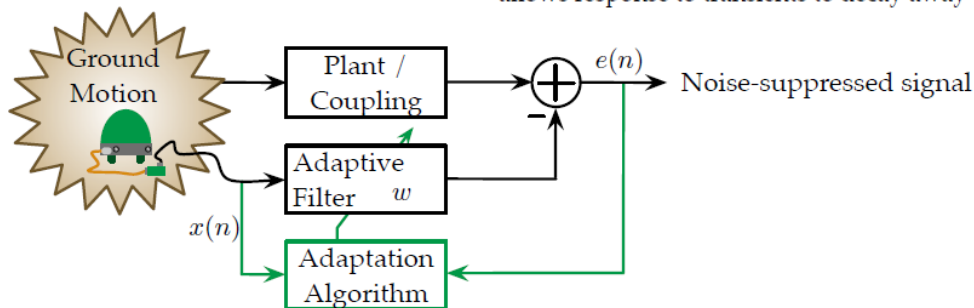 Ground
Motion
Plant /
Coupling
e(n)
Noise-suppressed signal
Adaptive
Filter w
x(n)
Adaptation
Algorithm